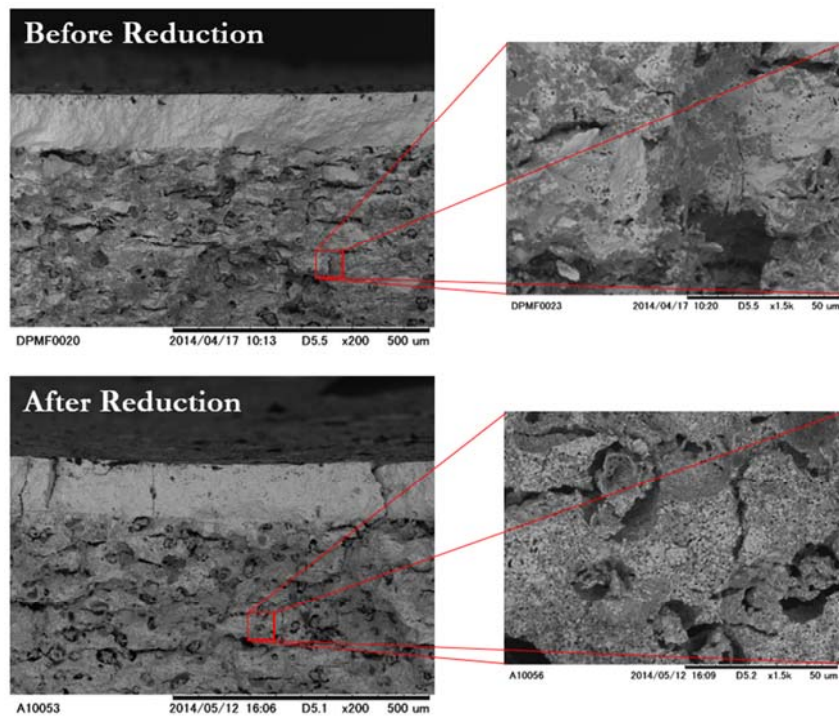 Before Reduction
DPMF0020 2014/04/17 10:13 D5.5 x200 500 um
DPMF0023 2014/04/17 10:20 D5.5 x1.5k 50 um
After Reduction
A10053 2014/05/12 16:06 D5.1 x200 500 um
A10056 2014/05/12 16:09 D5.2 x1.5k 50 um